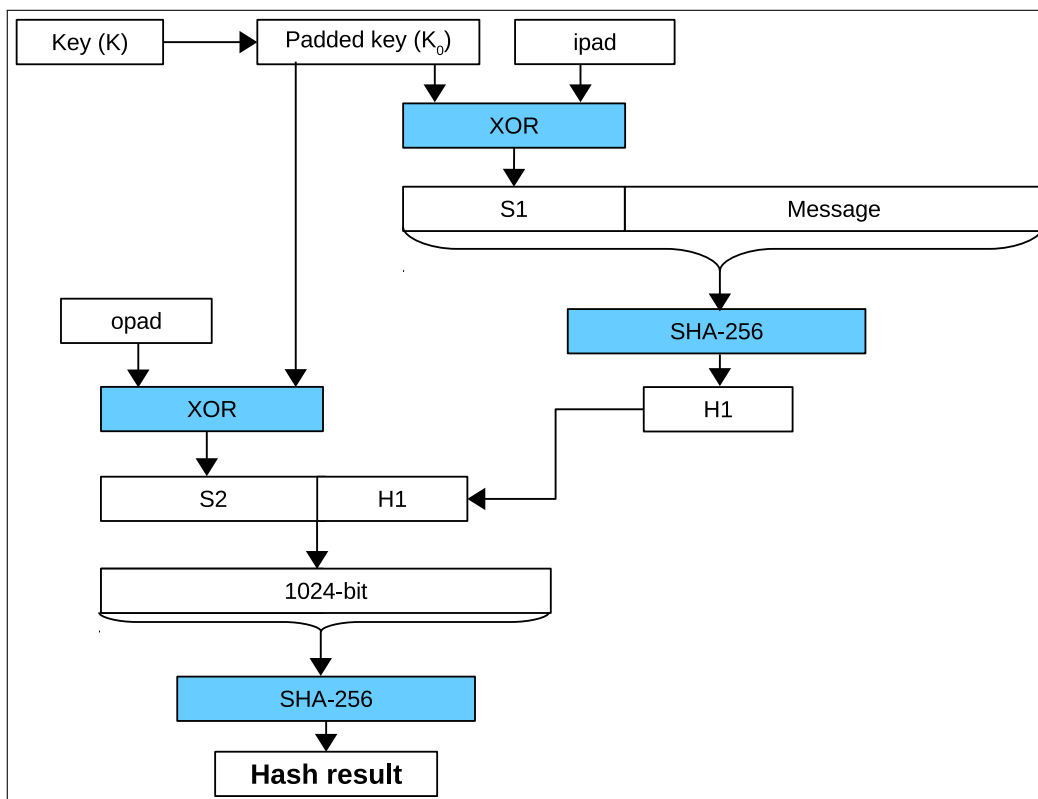 Key (K)
Padded key (K₀)
ipad
XOR
S1
Message
opad
SHA-256
XOR
H1
S2
H1
1024-bit
SHA-256
Hash result